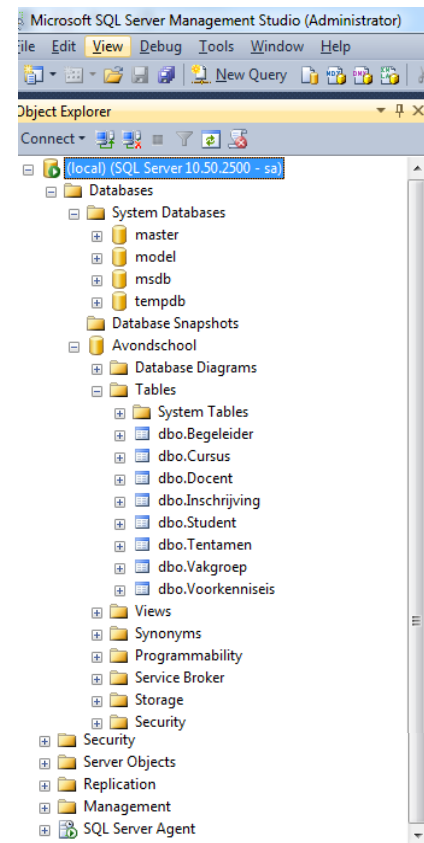 Microsoft SQL Server Management Studio (Administrator)
File Edit View Debug Tools Window Help
New Query
Object Explorer
Connect
(local) (SQL Server 10.50.2500 - sa)
Databases
System Databases
master
model
msdb
tempdb
Database Snapshots
Avondschool
Database Diagrams
Tables
System Tables
dbo.Begeleider
dbo.Cursus
dbo.Docent
dbo.Inschrijving
dbo.Student
dbo.Tentamen
dbo.Vakgroep
dbo.Voorkenniseis
Views
Synonyms
Programmability
Service Broker
Storage
Security
Security
Server Objects
Replication
Management
SQL Server Agent